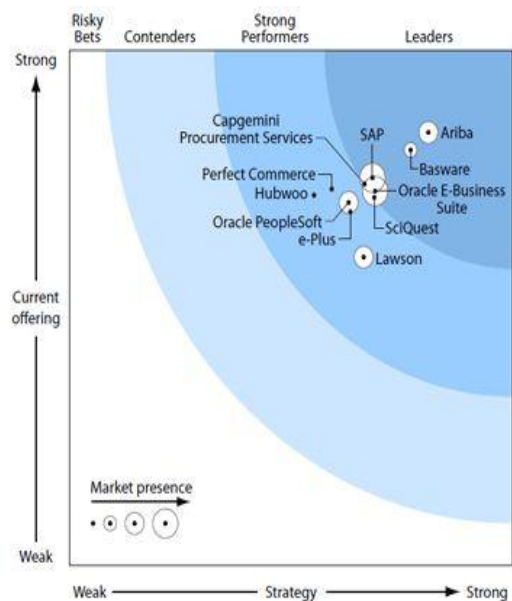 Risky
Bets
Contenders
Strong
Performers
Leaders
Strong
Capgemini
Procurement Services
SAP
Ariba
Basware
Perfect Commerce
Hubwoo
Oracle E-Business
Suite
Oracle PeopleSoft
e-Plus
SciQuest
Lawson
Current
offering
Market presence
Weak
Weak
Strategy
Strong